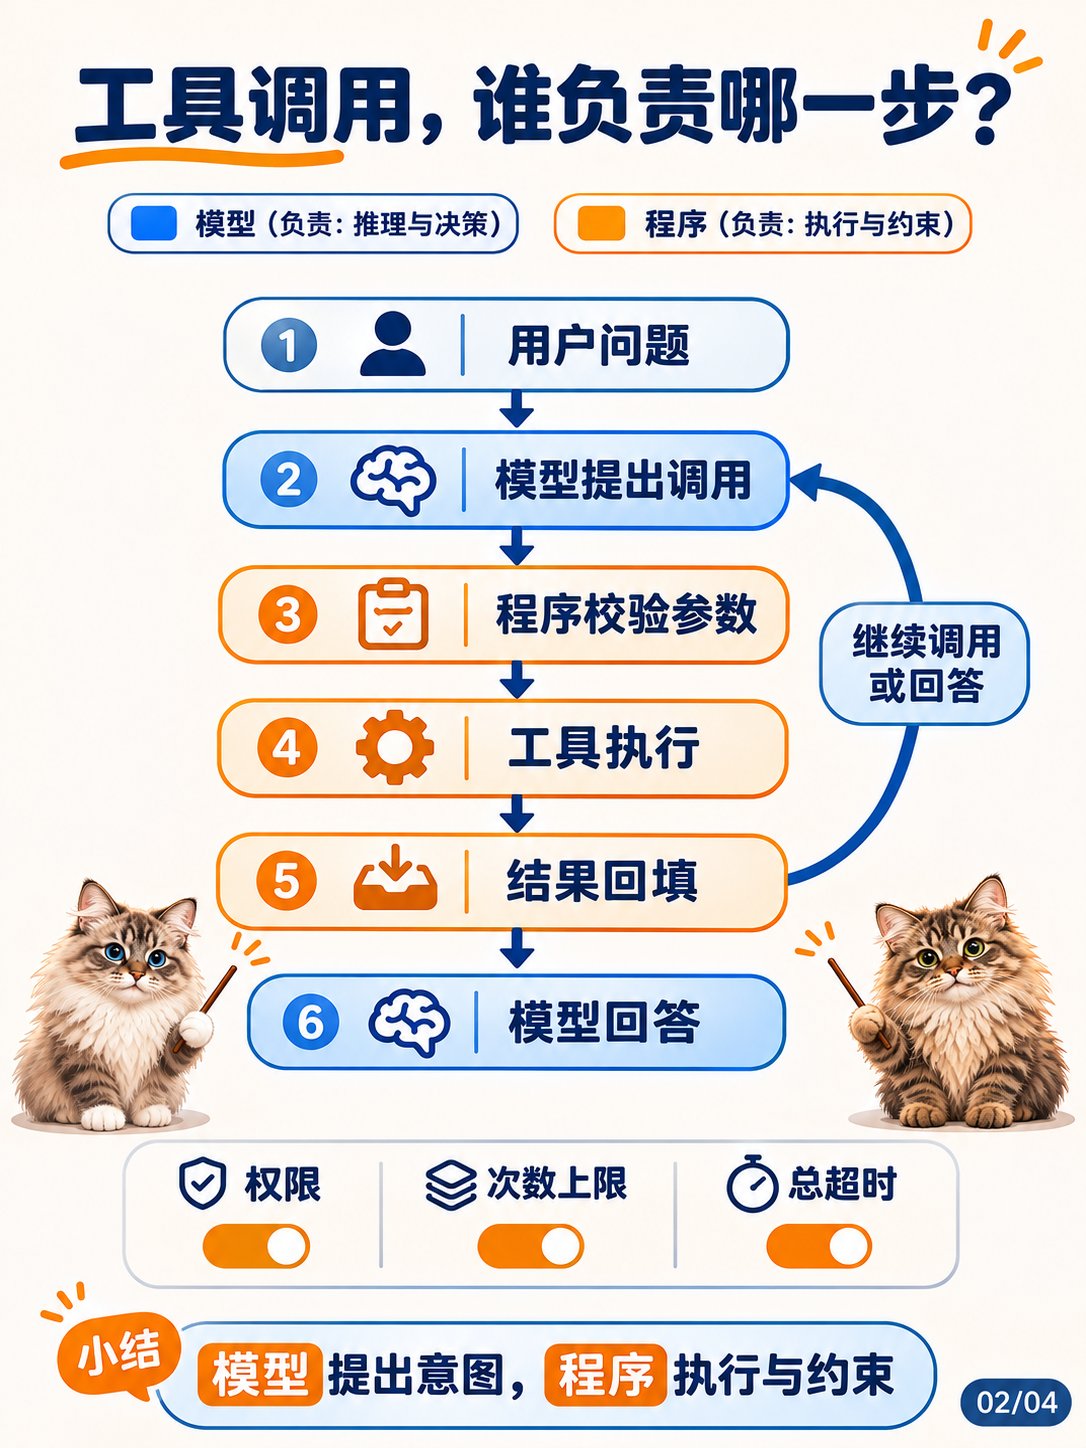 工具调用，谁负责哪一步？
模型（负责：推理与决策）
程序（负责：执行与约束）
1 用户问题
2 模型提出调用
3 程序校验参数
继续调用
或回答
4 工具执行
5 结果回填
6 模型回答
权限
次数上限
总超时
小结
模型提出意图，程序执行与约束
02/04